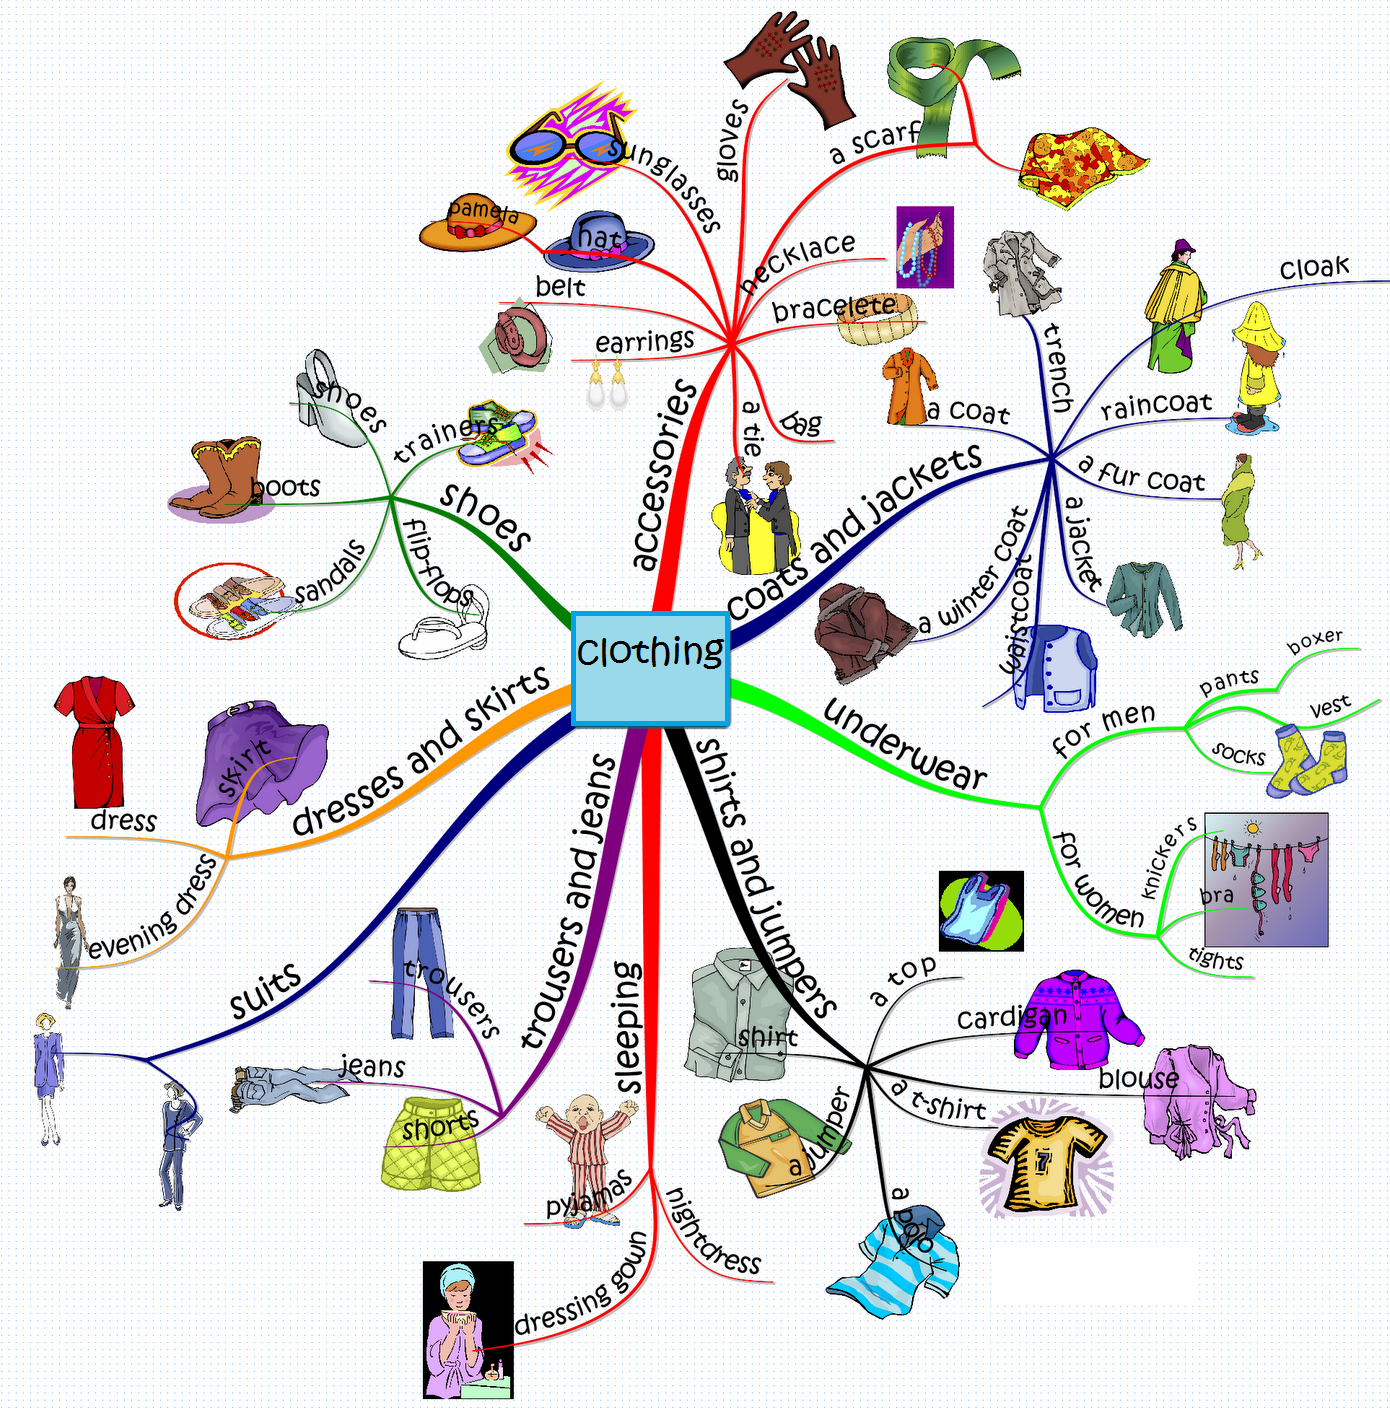 Clothing
accessories
gloves
a scarf
sunglasses
pamela
hat
necklace
belt
bracelete
earrings
a tie
bag
coats and jackets
trench
cloak
raincoat
a coat
a fur coat
a jacket
a winter coat
waistcoat
underwear
for men
pants
boxer
vest
socks
for women
knickers
bra
tights
shirts and jumpers
a top
cardigan
shirt
blouse
a t-shirt
a jumper
a polo
7
sleeping
pyjamas
nightdress
dressing gown
trousers and jeans
trousers
jeans
shorts
suits
dresses and skirts
skirt
dress
evening dress
shoes
shoes
trainers
boots
sandals
flip-flops